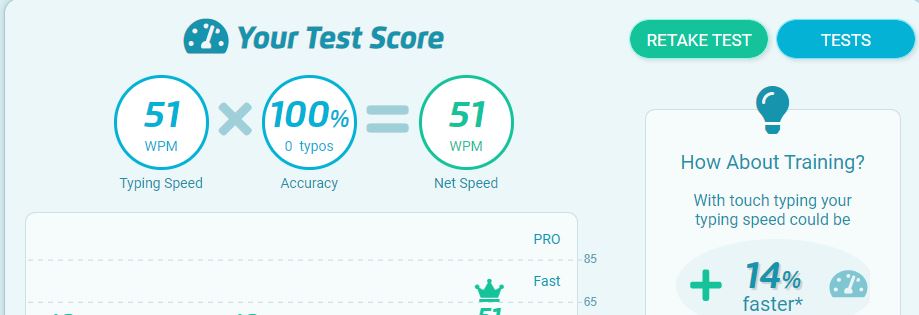 Your Test Score
RETAKE TEST
TESTS
51
WPM
Typing Speed
100%
0 typos
Accuracy
51
WPM
Net Speed
PRO
85
Fast
65
51
How About Training?
With touch typing your
typing speed could be
14%
faster*